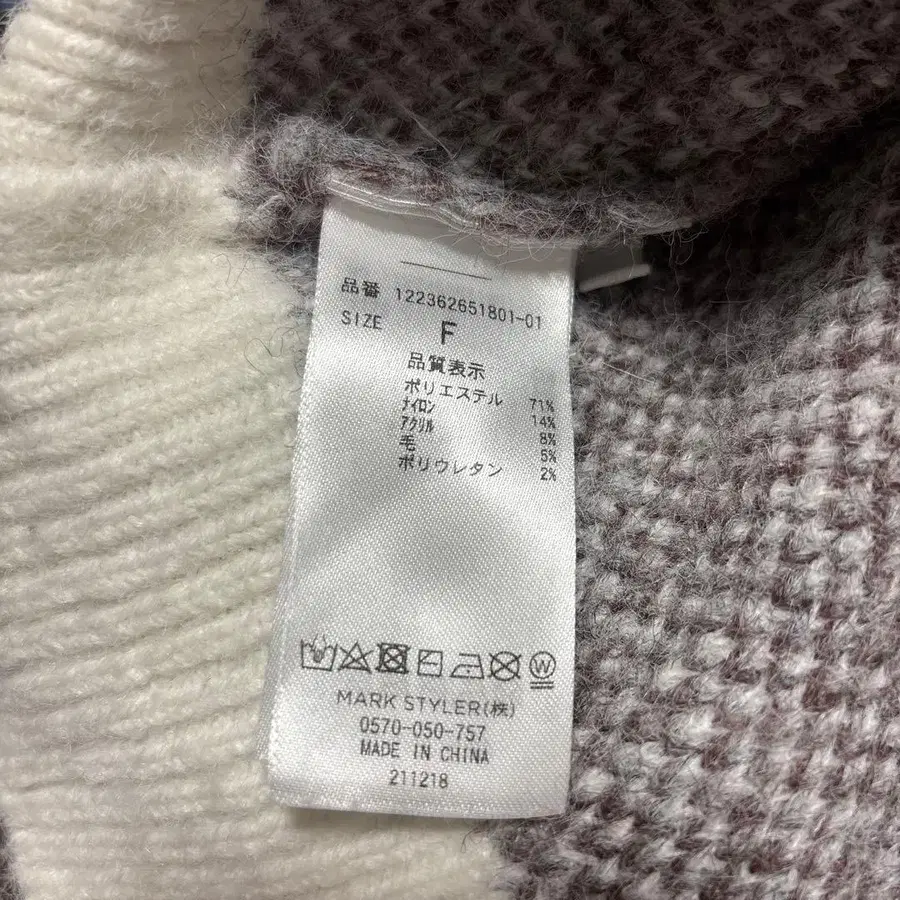 品番 122362651801-01
SIZE F
品質表示
ポリエステル 71%
ナイロン 14%
アクリル 8%
毛 5%
ポリウレタン 2%
W
MARK STYLER(株)
0570-050-757
MADE IN CHINA
211218